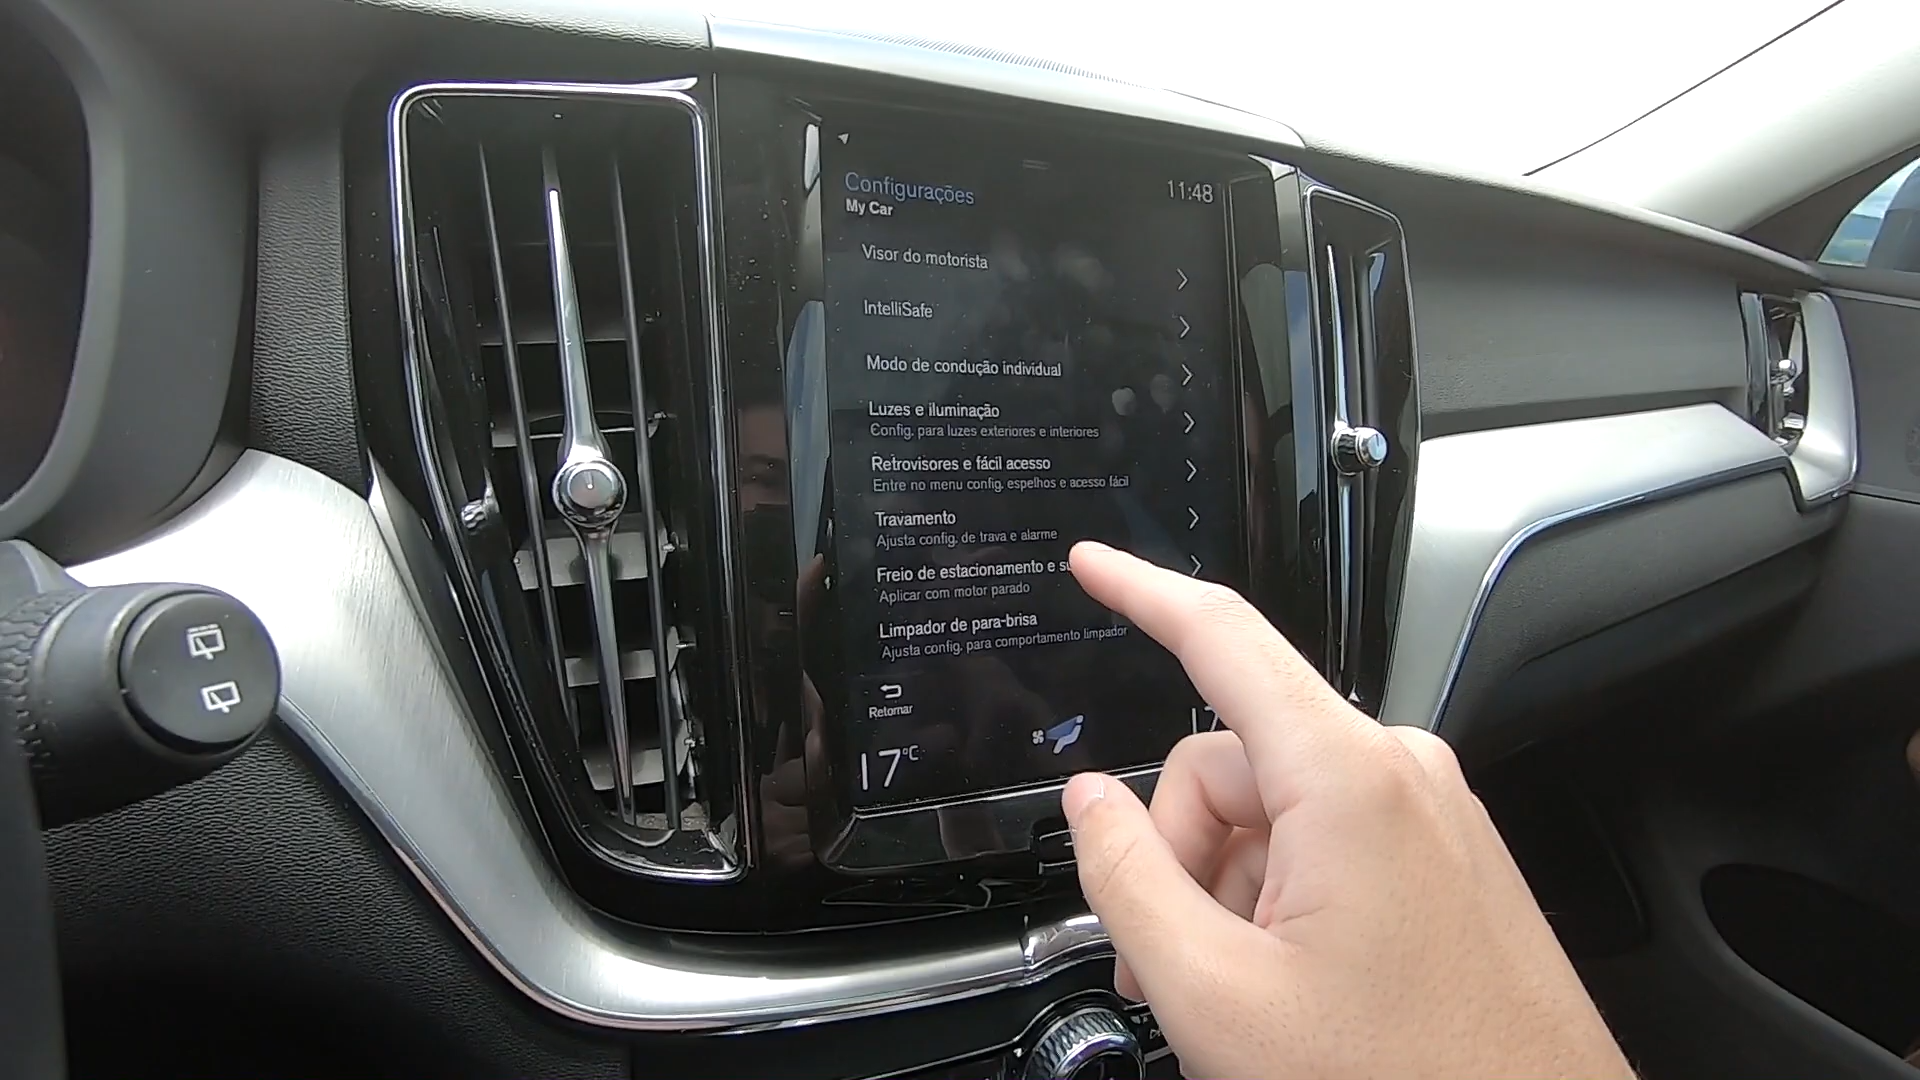 Configurações
11:48
My Car
Visor do motorista
IntelliSafe
Modo de condução individual
Luzes e iluminação
Config. para luzes exteriores e interiores
Retrovisores e fácil acesso
Entre no menu config. espelhos e acesso fácil
Travamento
Ajusta config. de trava e alarme
Freio de estacionamento e
Aplicar com motor parado
Limpador de para-brisa
Ajusta config. para comportamento limpador
Retornar
17°C
17